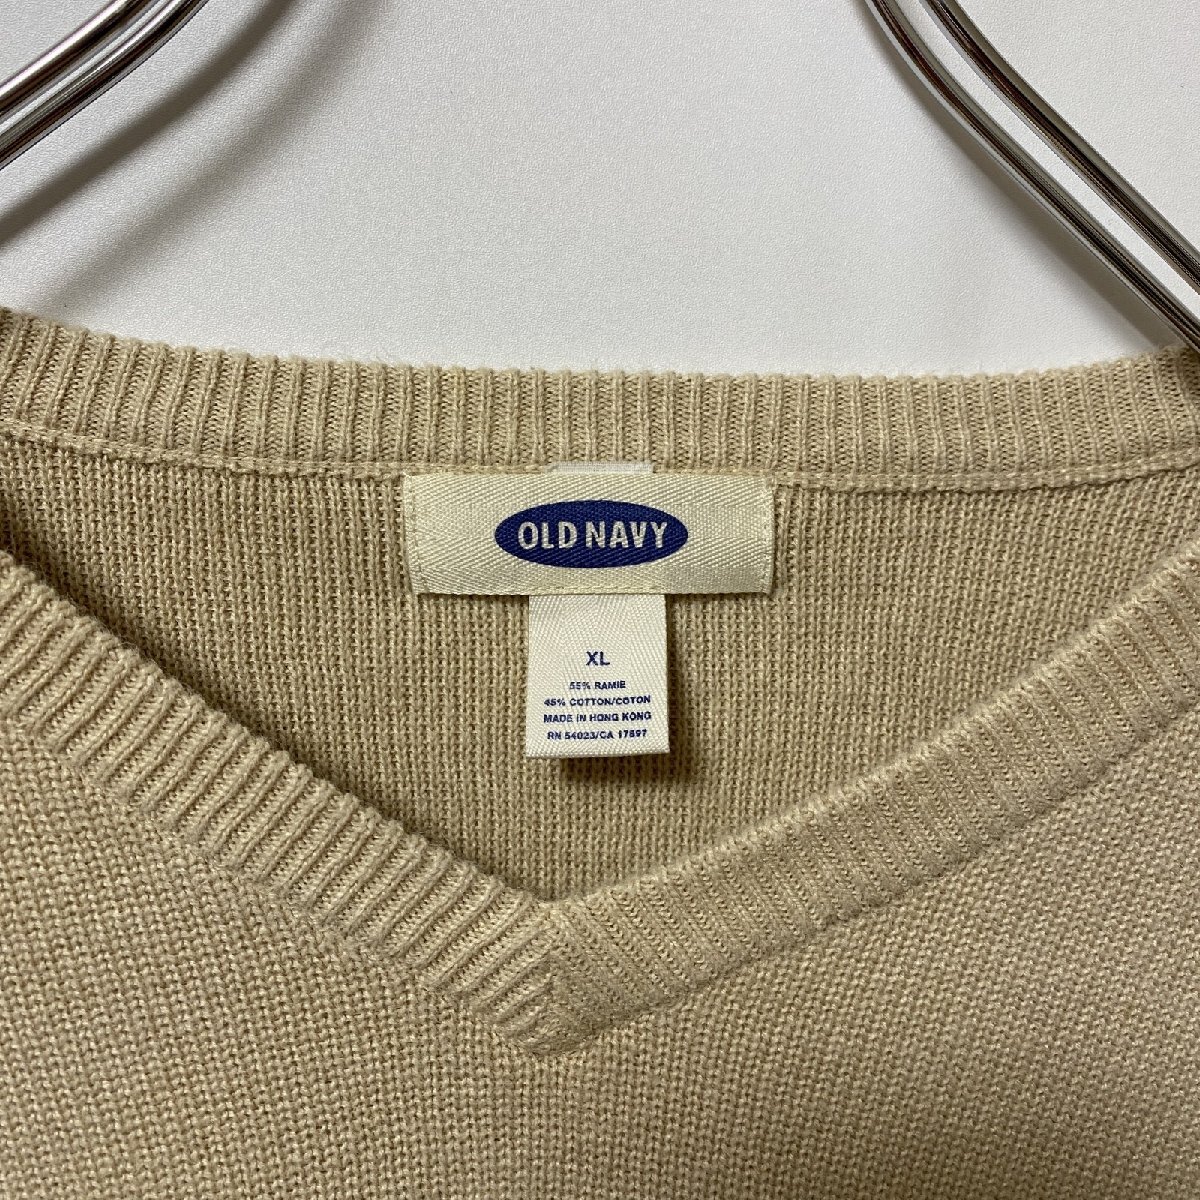 OLD NAVY
XL
55% RAMIE
45% COTTON/COTON
MADE IN HONG KONG
RN 54023/CA 17897